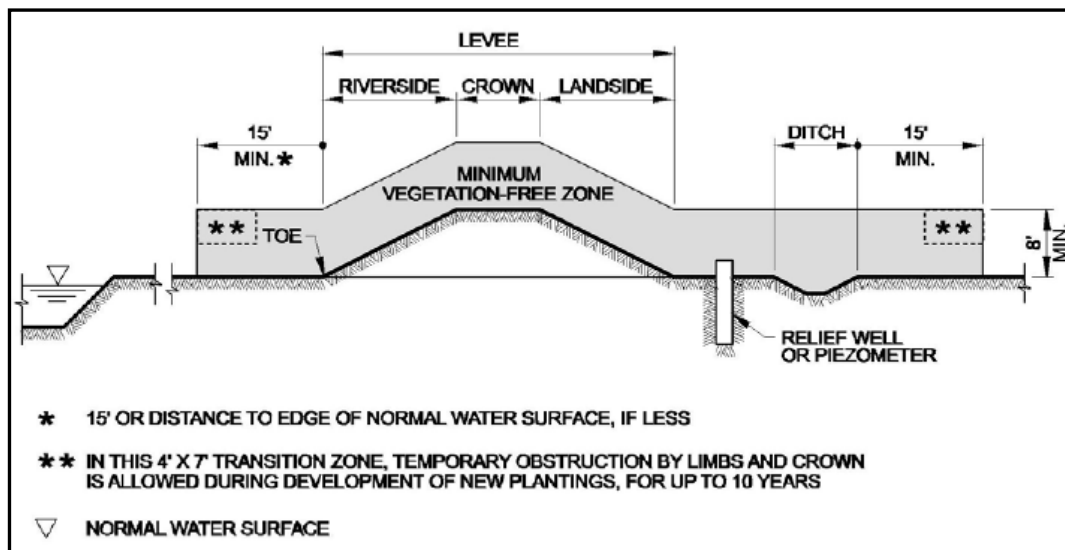 LEVEE
RIVERSIDE CROWN LANDSIDE
15'
MIN. *
DITCH
15'
MIN.
MINIMUM
VEGETATION-FREE ZONE
**
TOE
**
8'
MIN.
RELIEF WELL
OR PIEZOMETER
* 15' OR DISTANCE TO EDGE OF NORMAL WATER SURFACE, IF LESS
** IN THIS 4' X 7' TRANSITION ZONE, TEMPORARY OBSTRUCTION BY LIMBS AND CROWN
IS ALLOWED DURING DEVELOPMENT OF NEW PLANTINGS, FOR UP TO 10 YEARS
NORMAL WATER SURFACE